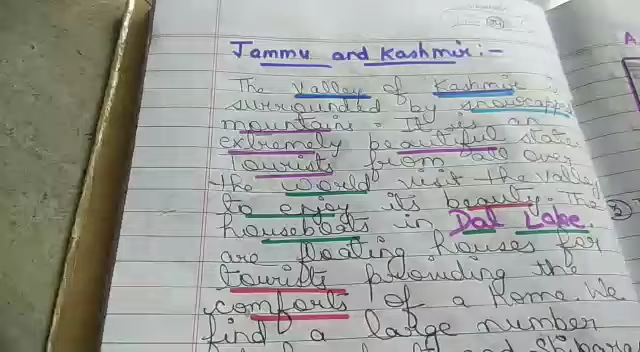 Jammu and Kashmir:-
The valley of Kashmir is
surrounded by snowcapped
mountains. It is an
extremely beautiful state.
Tourists from all over
the world visit the valley
to enjoy its beauty. The
houseboats in Dal Lake.
are floating houses for
tourists providing the
comforts of a home. We
find a large number
and Shikara
A